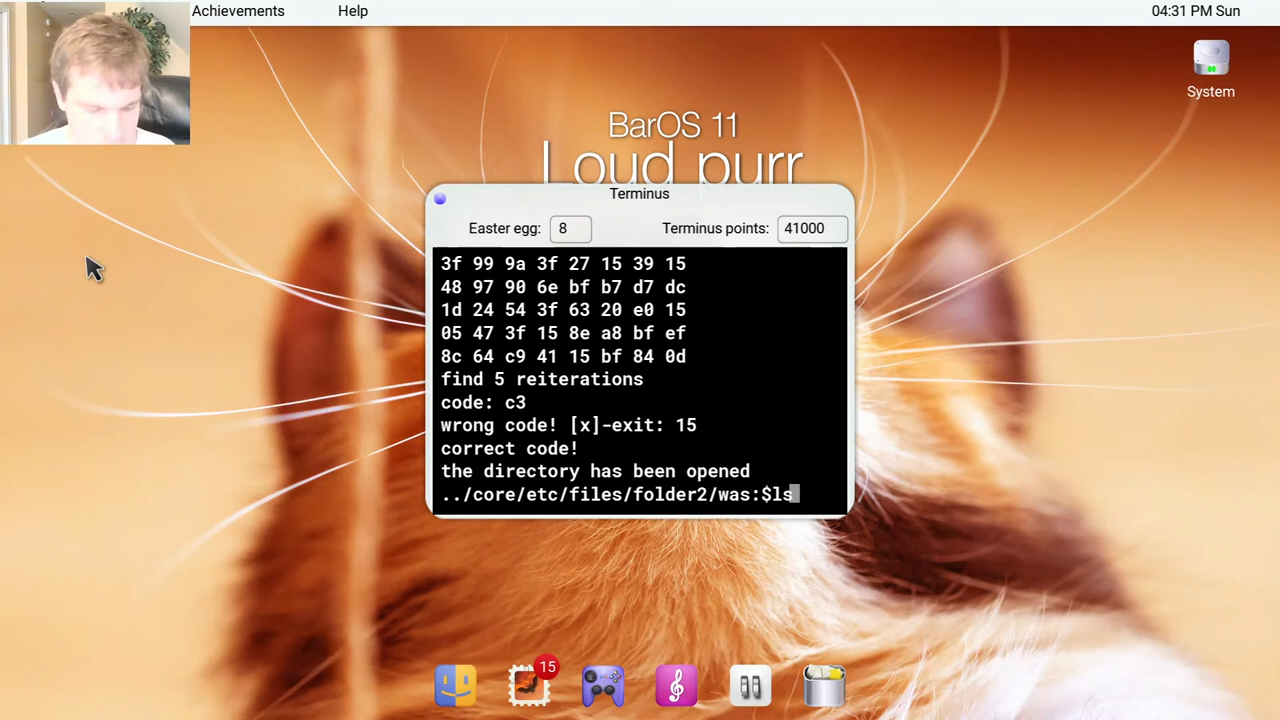 Achievements
Help
04:31 PM Sun
System
BarOS 11
Loud purr
Terminus
Easter egg: 8
Terminus points: 41000
3f 99 9a 3f 27 15 39 15
48 97 90 6e bf b7 d7 dc
1d 24 54 3f 63 20 e0 15
05 47 3f 15 8e a8 bf ef
8c 64 c9 41 15 bf 84 0d
find 5 reiterations
code: c3
wrong code! [x]-exit: 15
correct code!
the directory has been opened
../core/etc/files/folder2/was:$ls
15